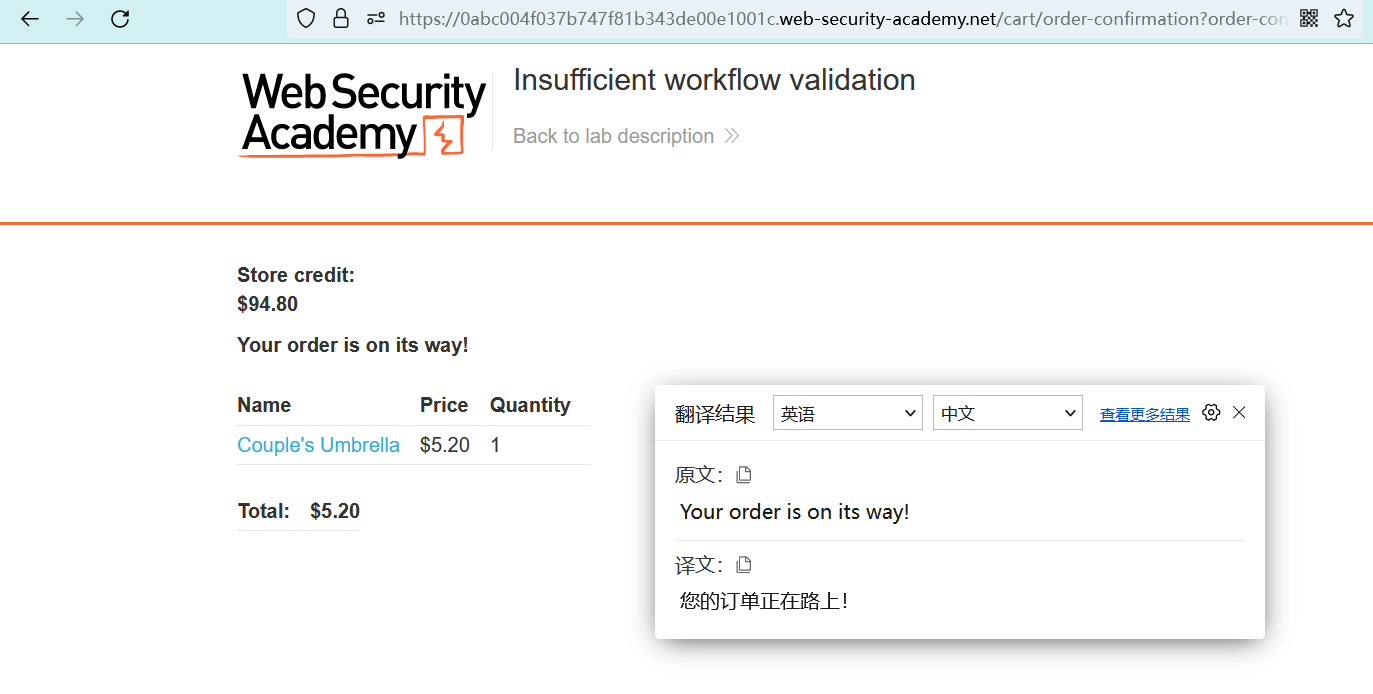 https://0abc004f037b747f81b343de00e1001c.web-security-academy.net/cart/order-confirmation?order-con
Web Security
Academy
Insufficient workflow validation
Back to lab description
Store credit:
$94.80
Your order is on its way!
Name Price Quantity
Couple's Umbrella $5.20 1
Total: $5.20
翻译结果 英语 中文 查看更多结果
原文：
Your order is on its way!
译文：
您的订单正在路上！